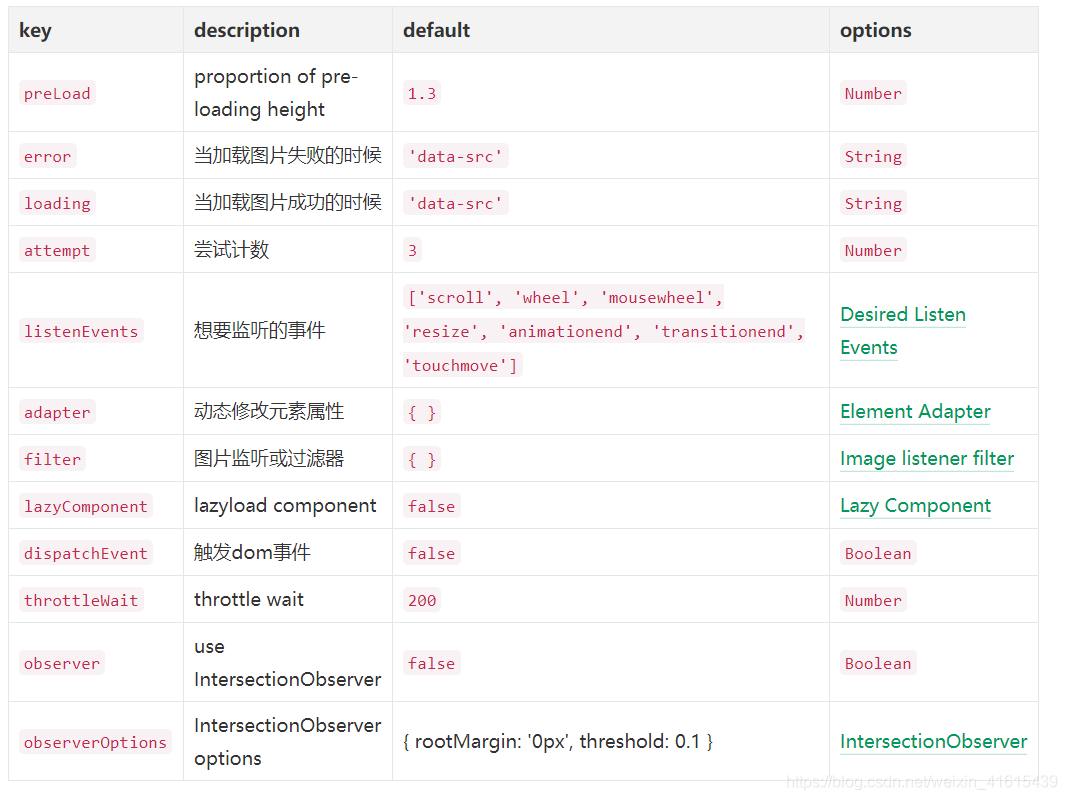 key description default options
preLoad proportion of pre-loading height 1.3 Number
error 当加载图片失败的时候 'data-src' String
loading 当加载图片成功的时候 'data-src' String
attempt 尝试计数 3 Number
listenEvents 想要监听的事件 ['scroll', 'wheel', 'mousewheel', 'resize', 'animationend', 'transitionend', 'touchmove'] Desired Listen Events
adapter 动态修改元素属性 { } Element Adapter
filter 图片监听或过滤器 { } Image listener filter
lazyComponent lazyload component false Lazy Component
dispatchEvent 触发dom事件 false Boolean
throttleWait throttle wait 200 Number
observer use IntersectionObserver false Boolean
observerOptions IntersectionObserver options { rootMargin: '0px', threshold: 0.1 } IntersectionObserver
https://blog.csdn.net/weixin_41615439